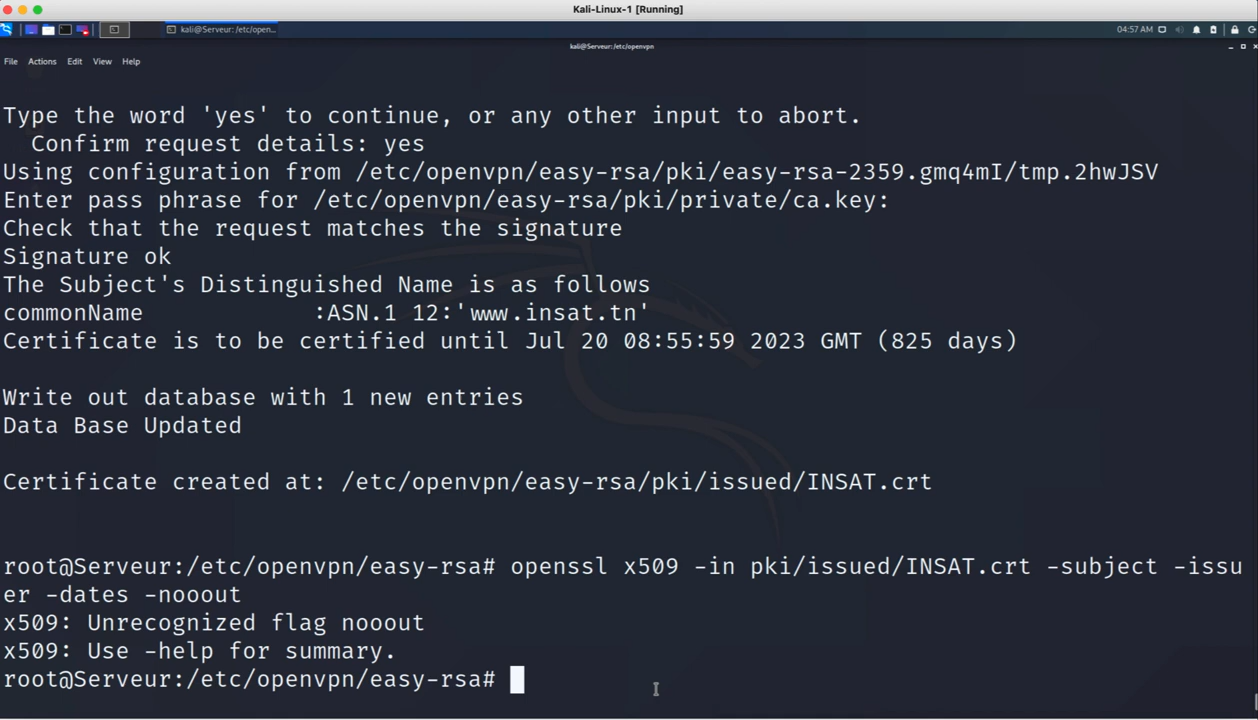 Kali-Linux-1 [Running]
kali@Serveur: /etc/open...
04:57 AM
kali@Serveur:/etc/openvpn
File Actions Edit View Help
Type the word 'yes' to continue, or any other input to abort.
Confirm request details: yes
Using configuration from /etc/openvpn/easy-rsa/pki/easy-rsa-2359.gmq4mI/tmp.2hwJSV
Enter pass phrase for /etc/openvpn/easy-rsa/pki/private/ca.key:
Check that the request matches the signature
Signature ok
The Subject's Distinguished Name is as follows
commonName :ASN.1 12:'www.insat.tn'
Certificate is to be certified until Jul 20 08:55:59 2023 GMT (825 days)
Write out database with 1 new entries
Data Base Updated
Certificate created at: /etc/openvpn/easy-rsa/pki/issued/INSAT.crt
root@Serveur:/etc/openvpn/easy-rsa# openssl x509 -in pki/issued/INSAT.crt -subject -issu
er -dates -nooout
x509: Unrecognized flag nooout
x509: Use -help for summary.
root@Serveur:/etc/openvpn/easy-rsa#